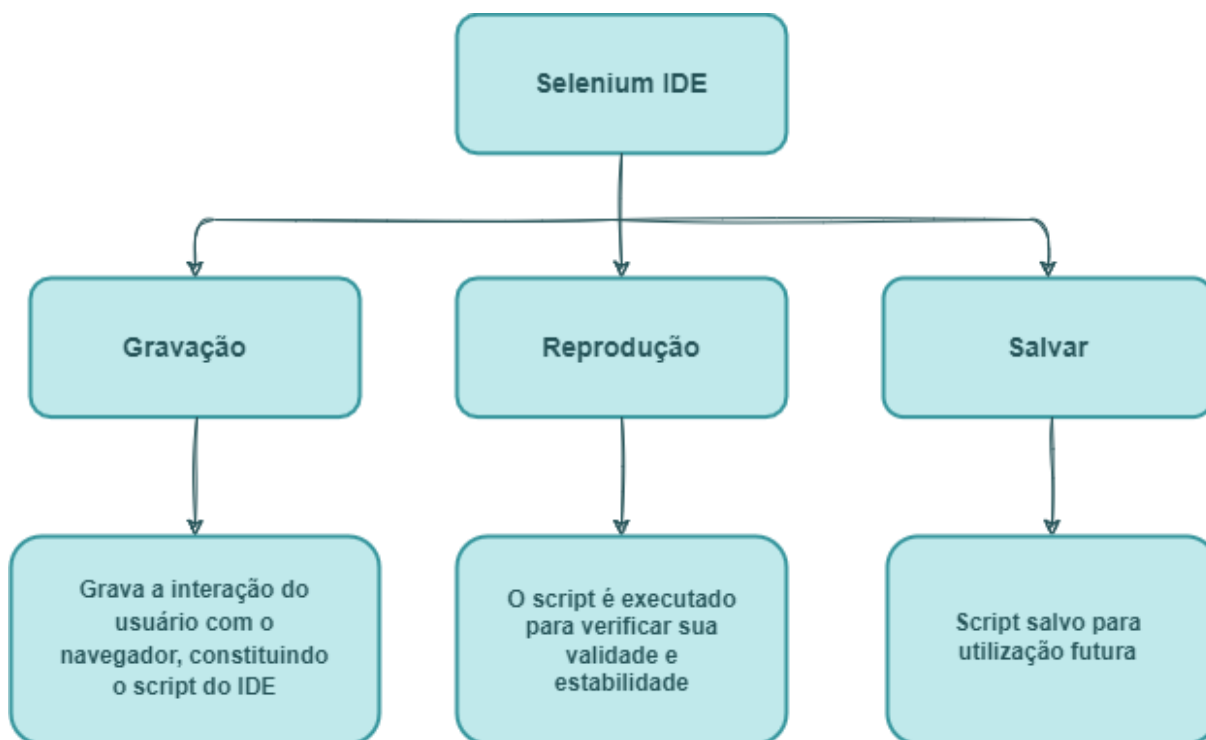 Selenium IDE
Gravação
Reprodução
Salvar
Grava a interação do
usuário com o
navegador, constituindo
o script do IDE
O script é executado
para verificar sua
validade e
estabilidade
Script salvo para
utilização futura